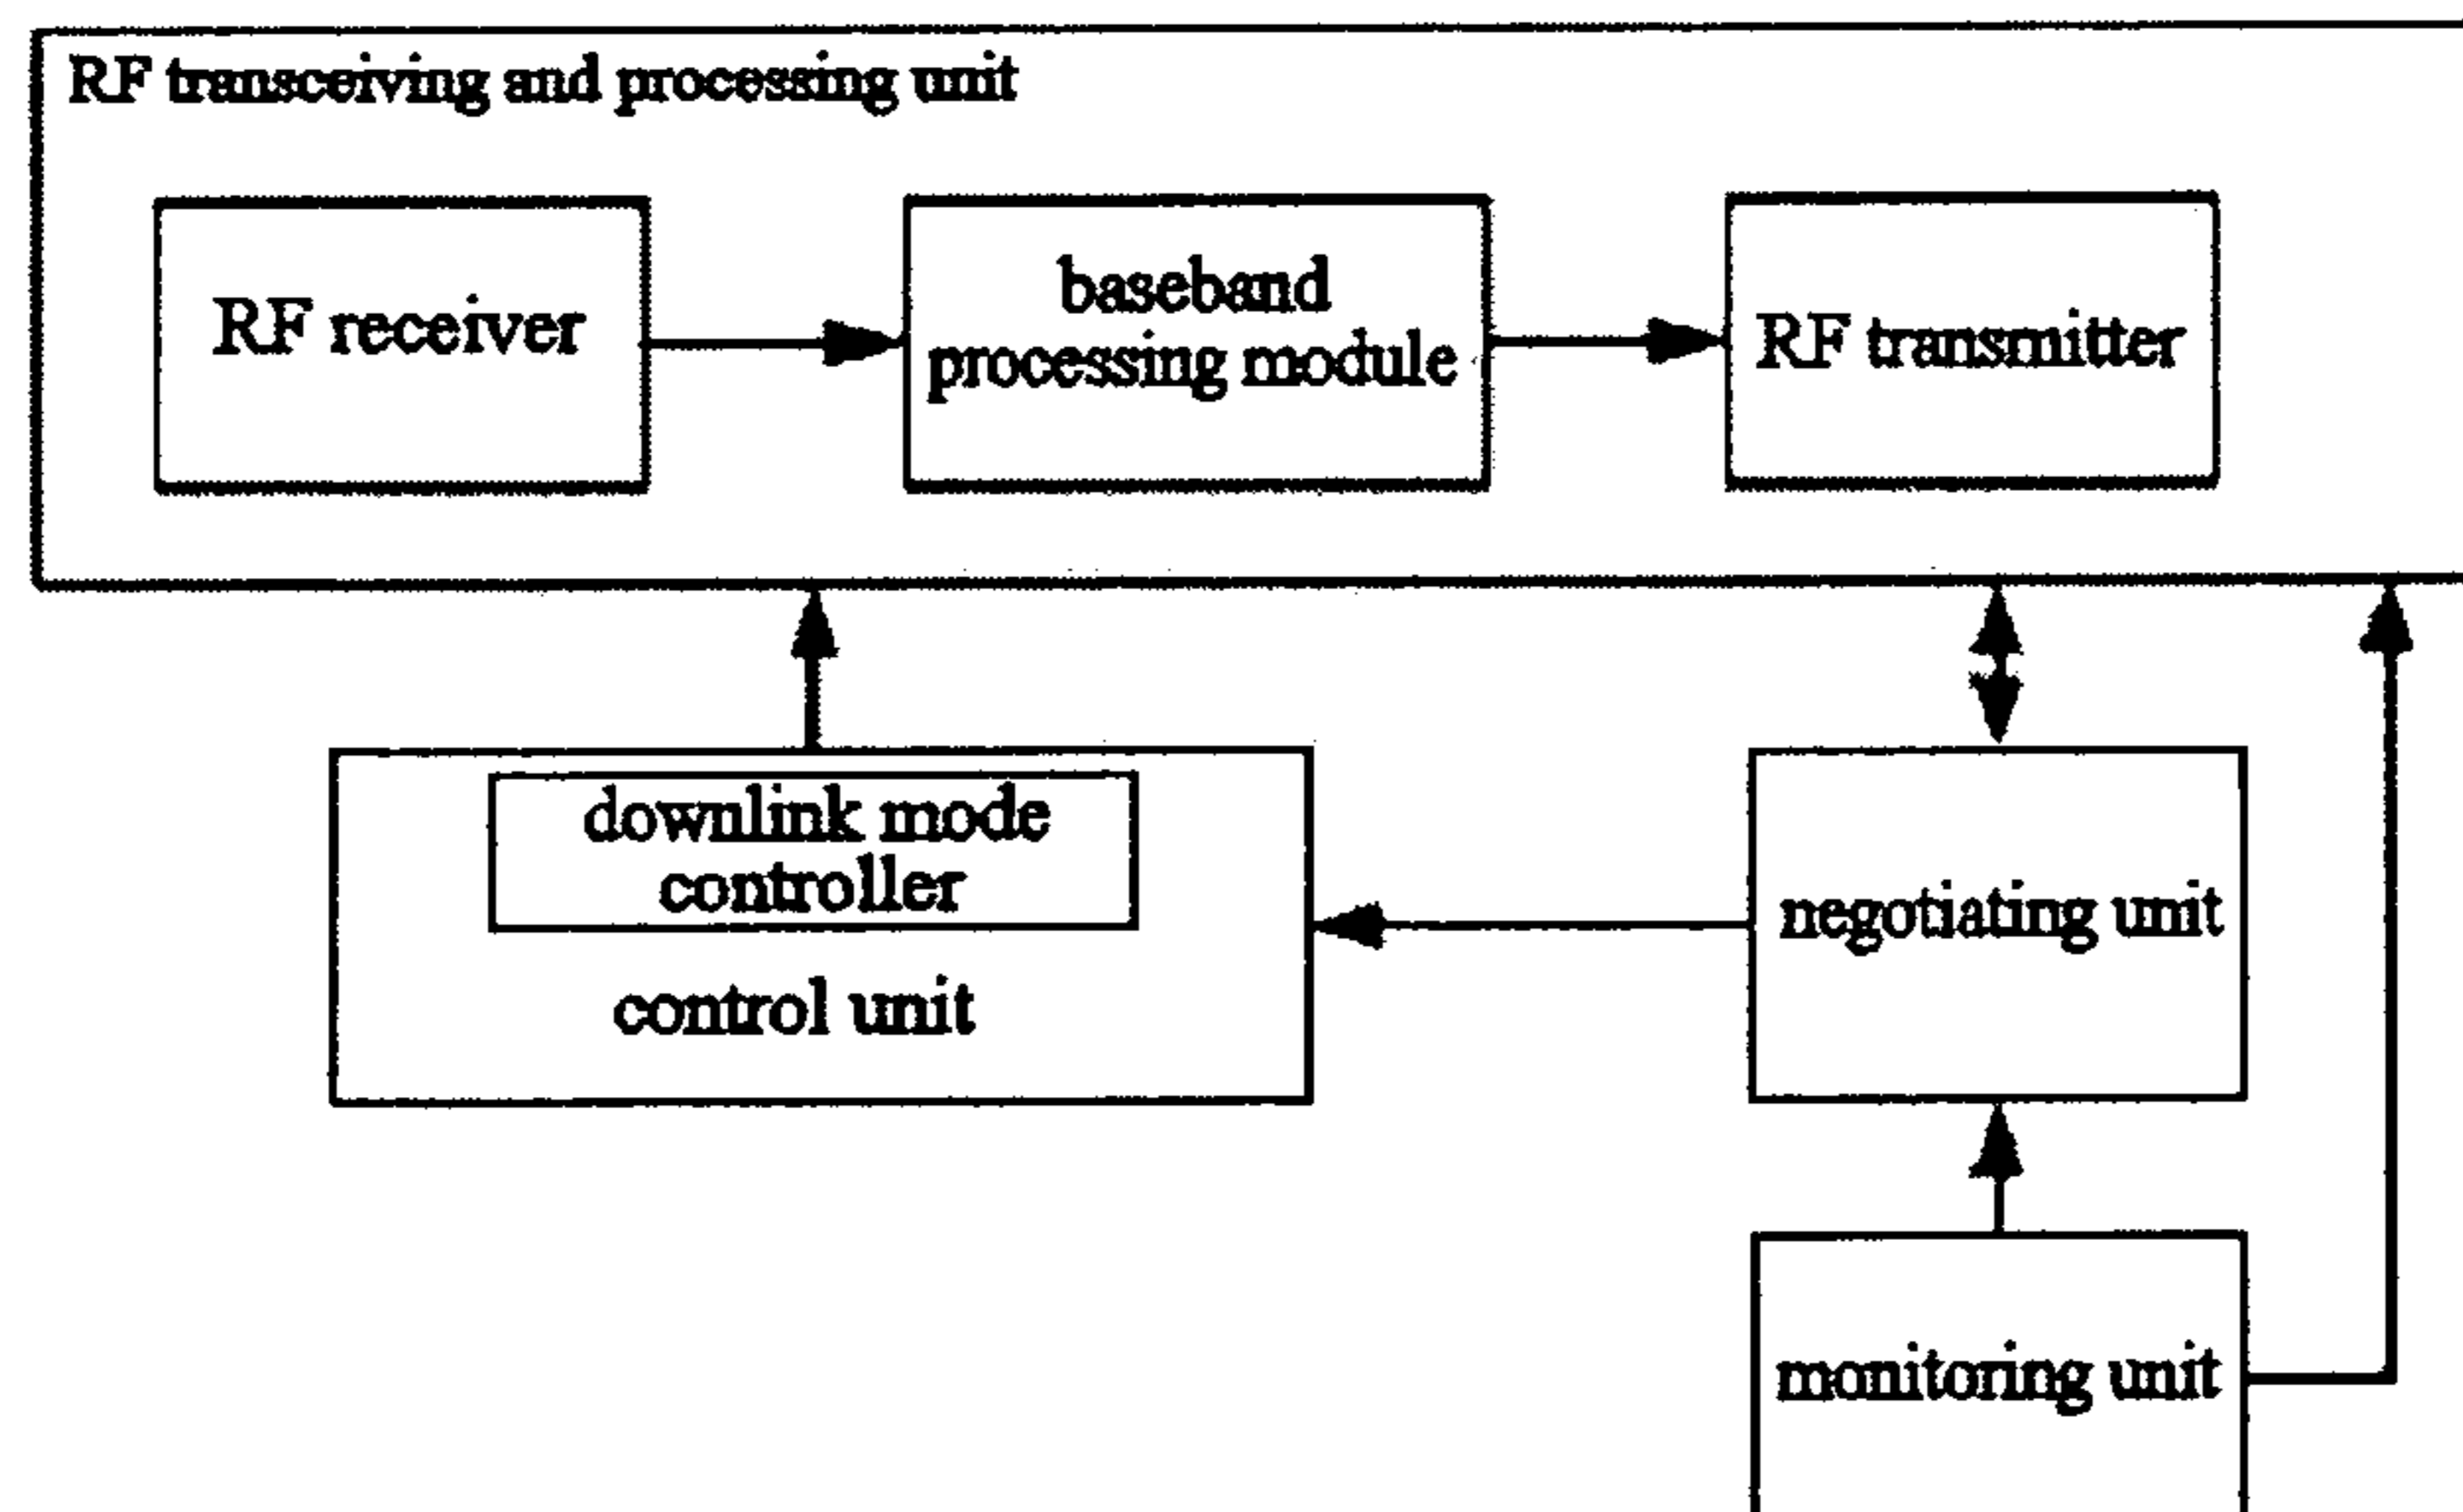 RF transceiving and processing unit
RF receiver
baseband
processing module
RF transmitter
downlink mode
controller
control unit
negotiating unit
monitoring unit